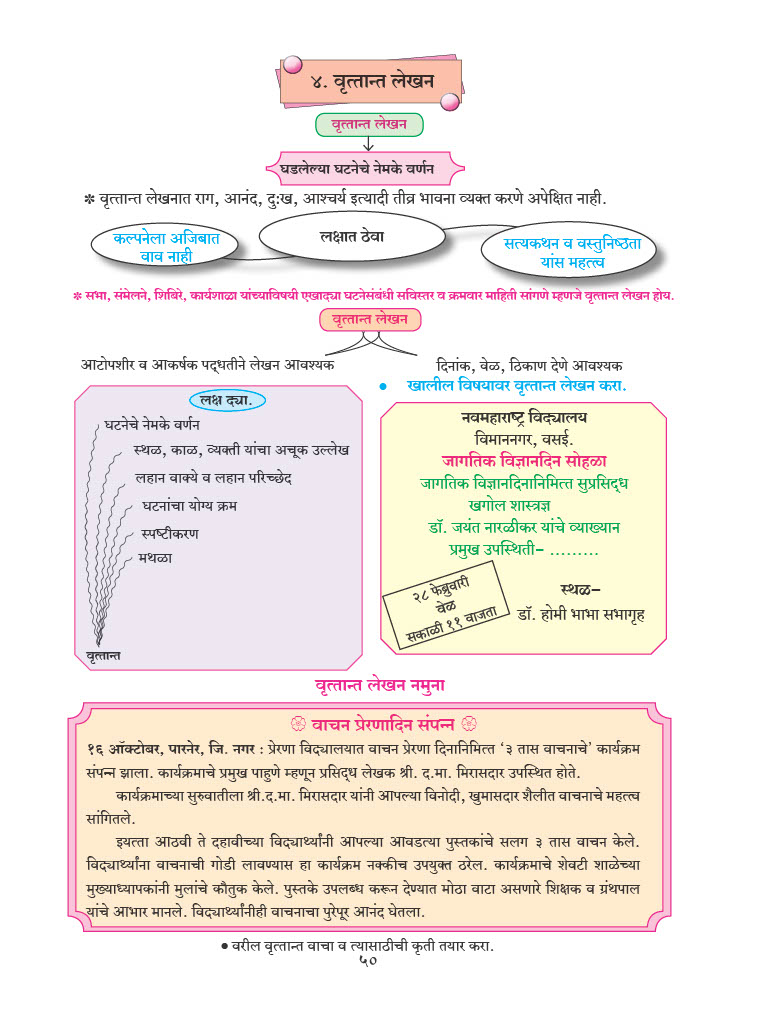 ४. वृत्तान्त लेखन
वृत्तान्त लेखन
घडलेल्या घटनेचे नेमके वर्णन
* वृत्तान्त लेखनात राग, आनंद, दुःख, आश्चर्य इत्यादी तीव्र भावना व्यक्त करणे अपेक्षित नाही.
कल्पनेला अजिबात
वाव नाही
लक्षात ठेवा
सत्यकथन व वस्तुनिष्ठता
यांस महत्त्व
* सभा, संमेलने, शिबिरे, कार्यशाळा यांच्याविषयी एखाद्या घटनेसंबंधी सविस्तर व क्रमवार माहिती सांगणे म्हणजे वृत्तान्त लेखन होय.
वृत्तान्त लेखन
आटोपशीर व आकर्षक पद्धतीने लेखन आवश्यक
दिनांक, वेळ, ठिकाण देणे आवश्यक
लक्ष द्या.
घटनेचे नेमके वर्णन
स्थळ, काळ, व्यक्ती यांचा अचूक उल्लेख
लहान वाक्ये व लहान परिच्छेद
घटनांचा योग्य क्रम
स्पष्टीकरण
मथळा
वृत्तान्त
• खालील विषयावर वृत्तान्त लेखन करा.
नवमहाराष्ट्र विद्यालय
विमाननगर, वसई.
जागतिक विज्ञानदिन सोहळा
जागतिक विज्ञानदिनानिमित्त सुप्रसिद्ध
खगोल शास्त्रज्ञ
डॉ. जयंत नारळीकर यांचे व्याख्यान
प्रमुख उपस्थिती– .........
२८ फेब्रुवारी
वेळ
सकाळी ११ वाजता
स्थळ–
डॉ. होमी भाभा सभागृह
वृत्तान्त लेखन नमुना
वाचन प्रेरणादिन संपन्न
१६ ऑक्टोबर, पारनेर, जि. नगर : प्रेरणा विद्यालयात वाचन प्रेरणा दिनानिमित्त ‘३ तास वाचनाचे’ कार्यक्रम
संपन्न झाला. कार्यक्रमाचे प्रमुख पाहुणे म्हणून प्रसिद्ध लेखक श्री. द.मा. मिरासदार उपस्थित होते.
कार्यक्रमाच्या सुरुवातीला श्री.द.मा. मिरासदार यांनी आपल्या विनोदी, खुमासदार शैलीत वाचनाचे महत्त्व
सांगितले.
इयत्ता आठवी ते दहावीच्या विद्यार्थ्यांनी आपल्या आवडत्या पुस्तकांचे सलग ३ तास वाचन केले.
विद्यार्थ्यांना वाचनाची गोडी लावण्यास हा कार्यक्रम नक्कीच उपयुक्त ठरेल. कार्यक्रमाचे शेवटी शाळेच्या
मुख्याध्यापकांनी मुलांचे कौतुक केले. पुस्तके उपलब्ध करून देण्यात मोठा वाटा असणारे शिक्षक व ग्रंथपाल
यांचे आभार मानले. विद्यार्थ्यांनीही वाचनाचा पुरेपूर आनंद घेतला.
• वरील वृत्तान्त वाचा व त्यासाठीची कृती तयार करा.
५०